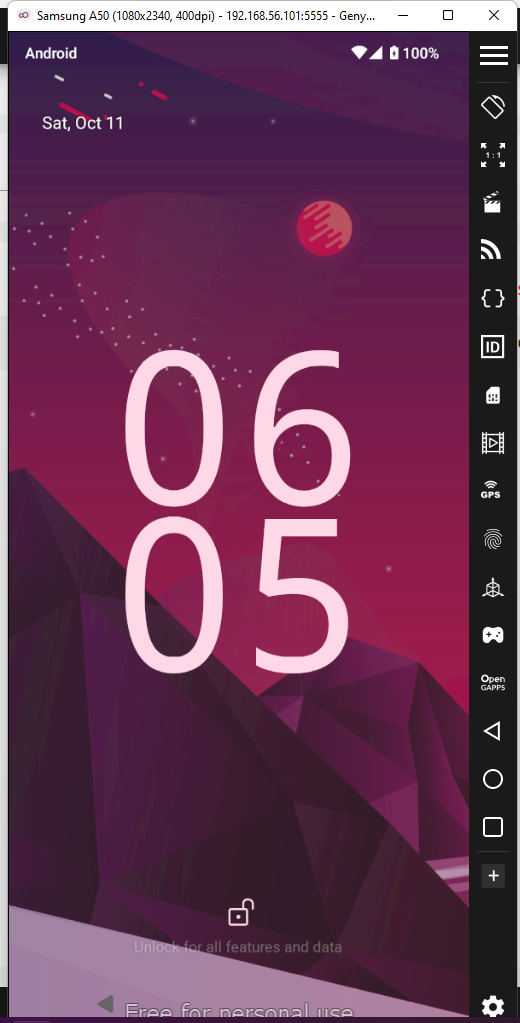 Samsung A50 (1080x2340, 400dpi) - 192.168.56.101:5555 - Geny...
Android
100%
Sat, Oct 11
1:1
ID
GPS
Open
GAPPS
06
05
Unlock for all features and data
Free for personal use